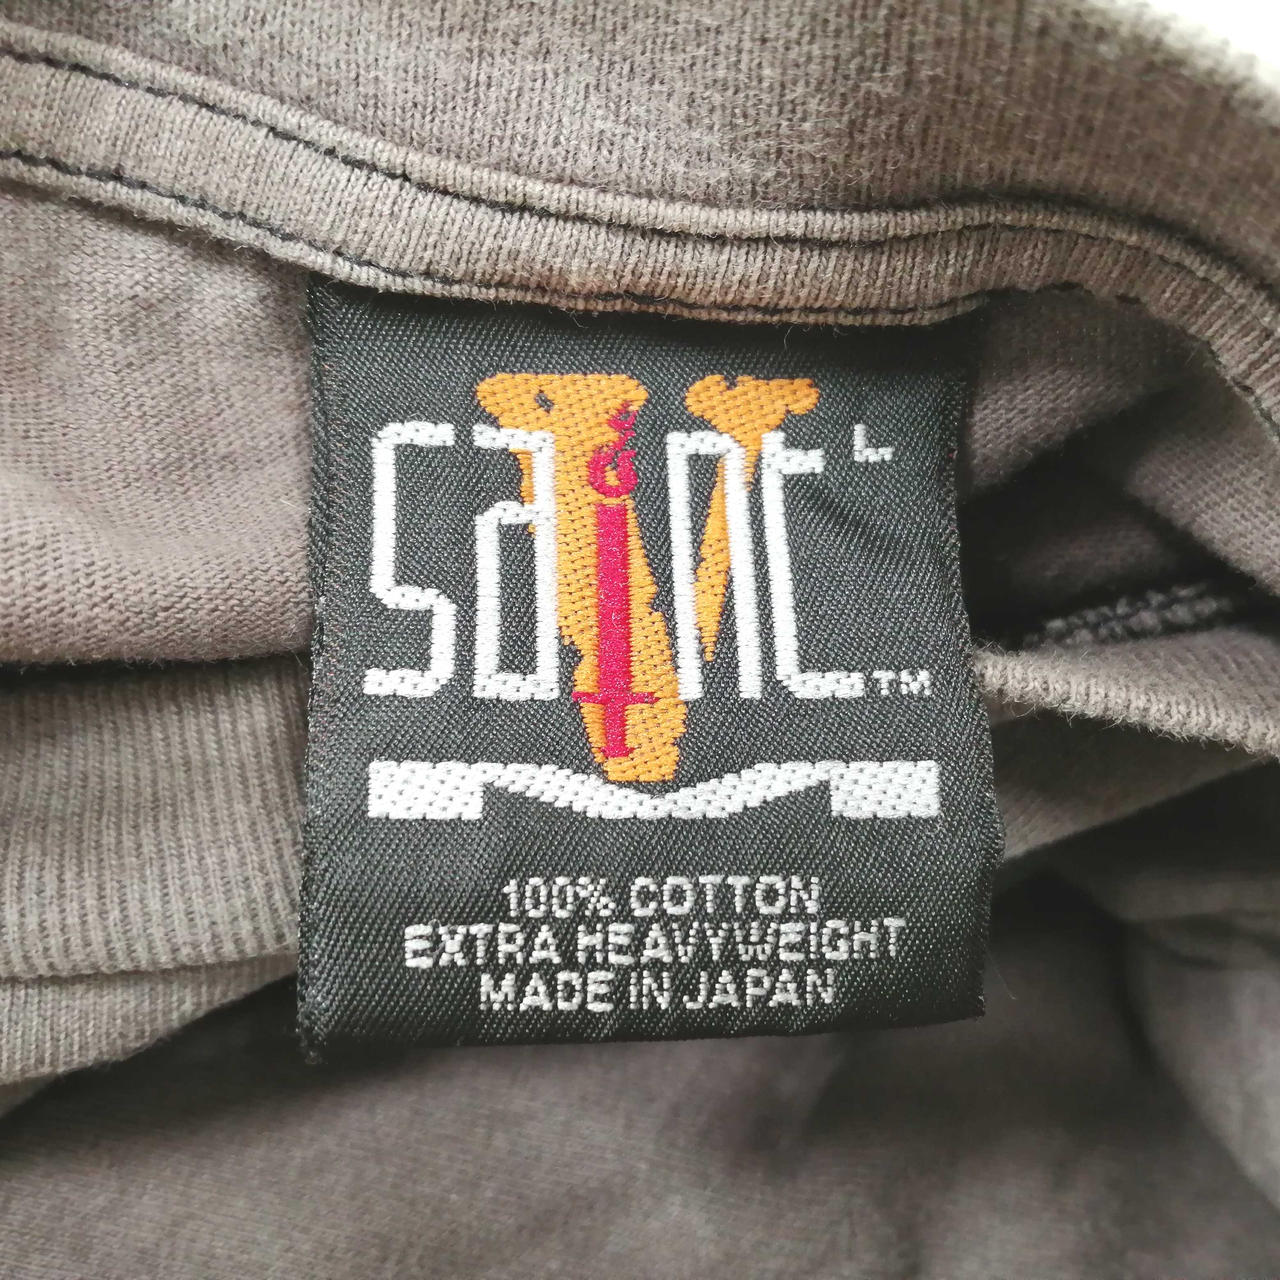 Saint L
TM
100% COTTON
EXTRA HEAVYWEIGHT
MADE IN JAPAN